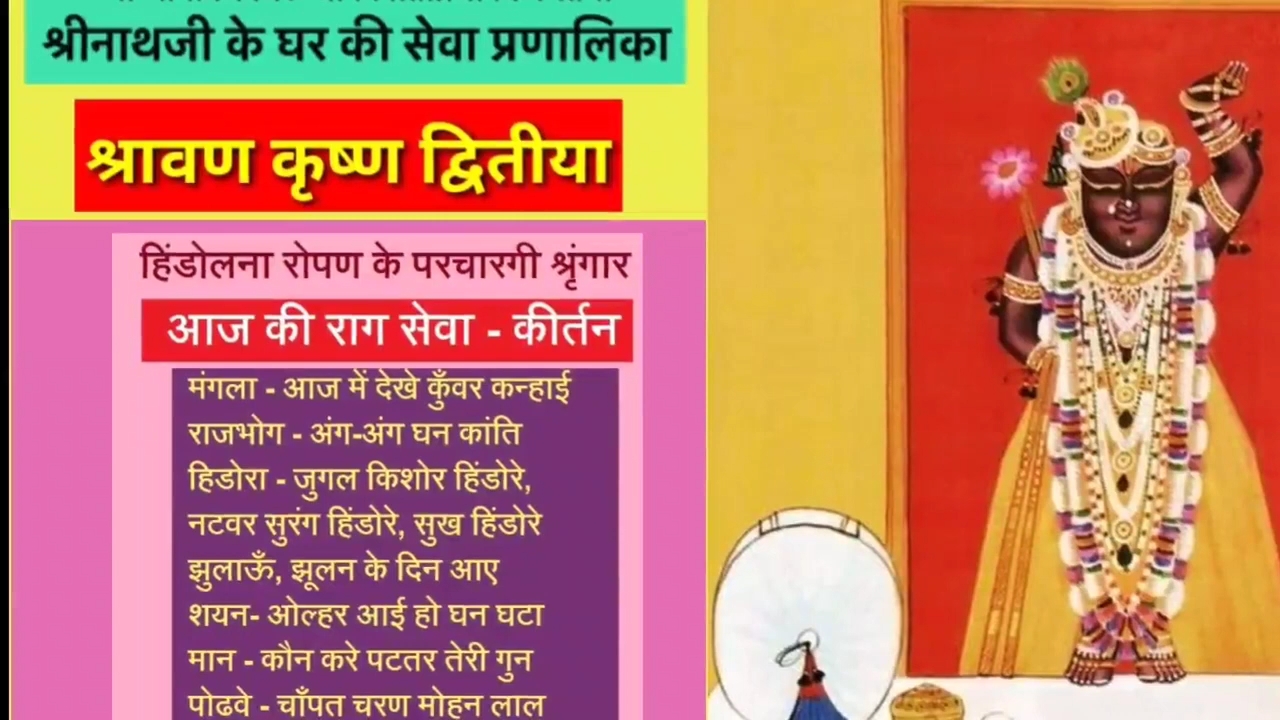 श्रीनाथजी के घर की सेवा प्रणालिका
श्रावण कृष्ण द्वितीया
हिंडोलना रोपण के परचारगी श्रृंगार
आज की राग सेवा - कीर्तन
मंगला - आज में देखे कुँवर कन्हाई
राजभोग - अंग-अंग घन कांति
हिडोरा - जुगल किशोर हिंडोरे,
नटवर सुरंग हिंडोरे, सुख हिंडोरे
झुलाऊँ, झूलन के दिन आए
शयन- ओल्हर आई हो घन घटा
मान - कौन करे पटतर तेरी गुन
पोढवे - चाँपत चरण मोहन लाल